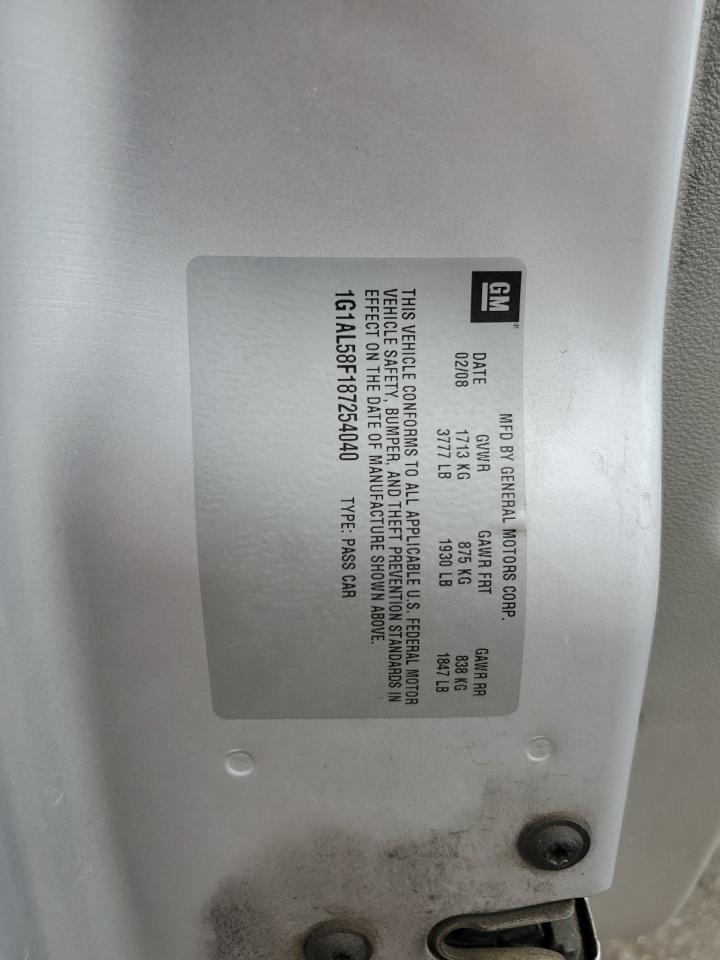 GM
MFD BY GENERAL MOTORS CORP.
DATE GVWR GAWR FRT GAWR RR
02/08 1713 KG 875 KG 838 KG
3777 LB 1930 LB 1847 LB
THIS VEHICLE CONFORMS TO ALL APPLICABLE U.S. FEDERAL MOTOR
VEHICLE SAFETY, BUMPER, AND THEFT PREVENTION STANDARDS IN
EFFECT ON THE DATE OF MANUFACTURE SHOWN ABOVE.
1G1AL58F187254040 TYPE: PASS CAR